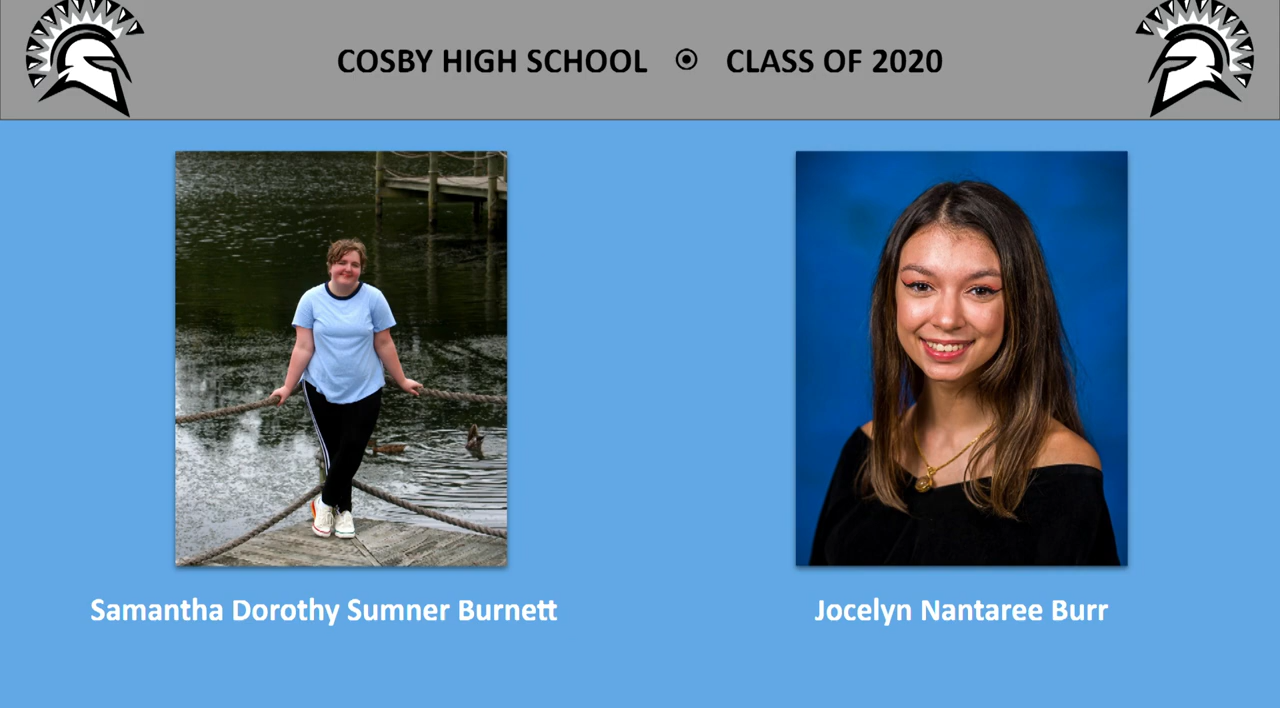 COSBY HIGH SCHOOL ⦿ CLASS OF 2020
Samantha Dorothy Sumner Burnett
Jocelyn Nantaree Burr